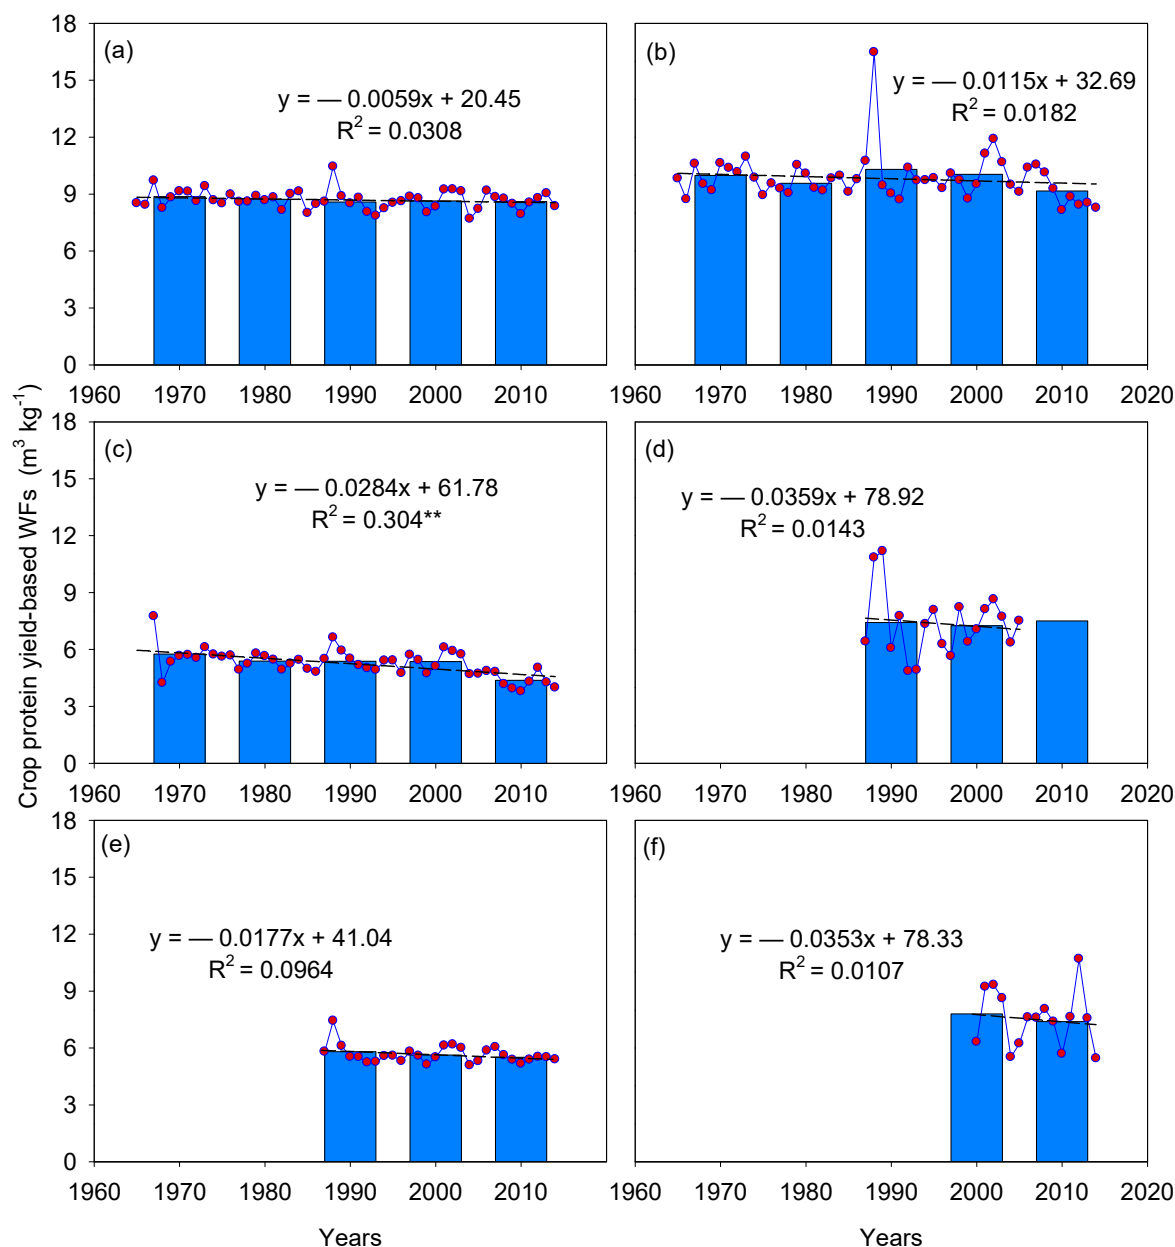 Crop protein yield-based WFs (m³ kg⁻¹)
(a)
y = — 0.0059x + 20.45
R² = 0.0308
18
15
12
9
6
3
0
1960 1970 1980 1990 2000 2010
(b)
y = — 0.0115x + 32.69
R² = 0.0182
1960 1970 1980 1990 2000 2010 2020
(c)
y = — 0.0284x + 61.78
R² = 0.304**
18
15
12
9
6
3
0
1960 1970 1980 1990 2000 2010
(d)
y = — 0.0359x + 78.92
R² = 0.0143
1960 1970 1980 1990 2000 2010 2020
(e)
y = — 0.0177x + 41.04
R² = 0.0964
18
15
12
9
6
3
0
1960 1970 1980 1990 2000 2010
Years
(f)
y = — 0.0353x + 78.33
R² = 0.0107
1960 1970 1980 1990 2000 2010 2020
Years